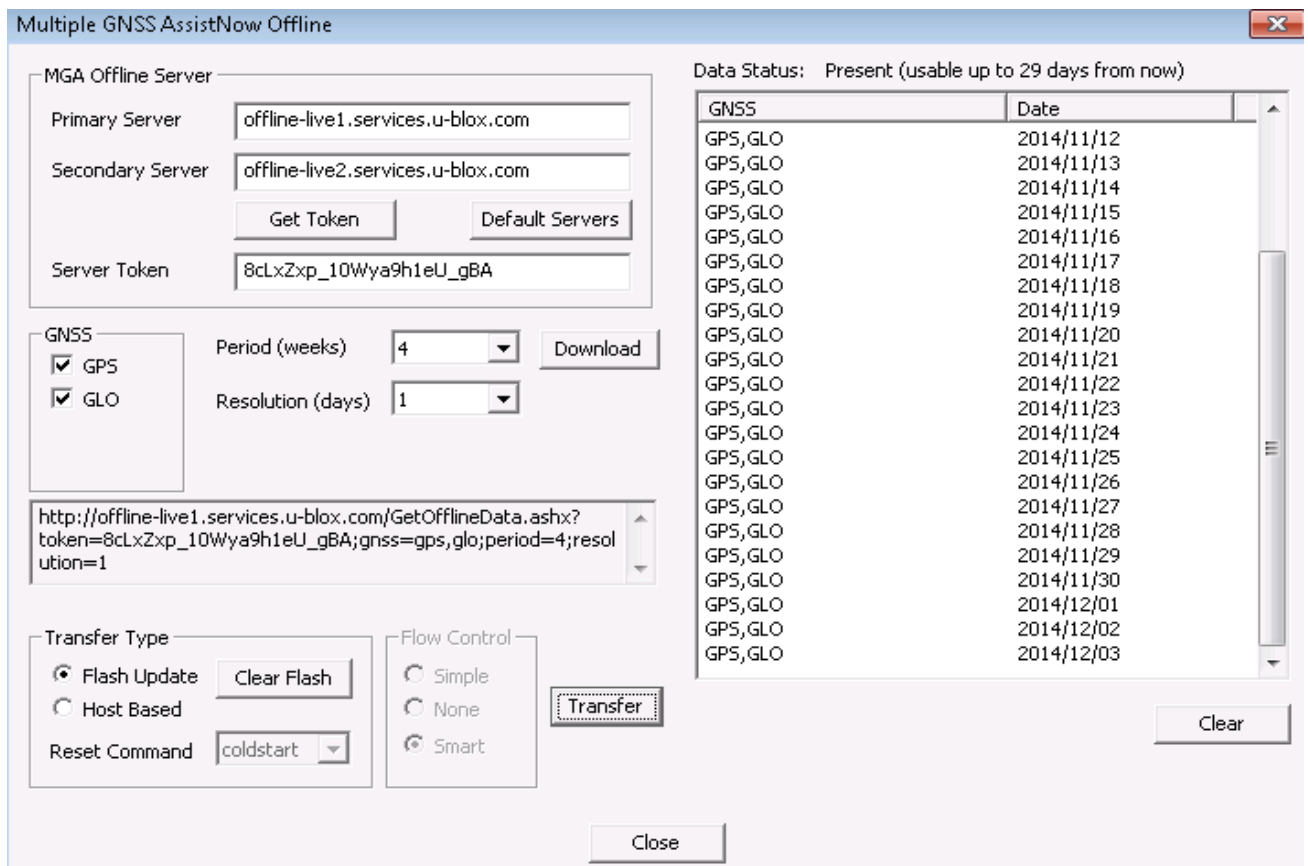 Multiple GNSS AssistNow Offline
MGA Offline Server
Primary Server offline-live1.services.u-blox.com
Secondary Server offline-live2.services.u-blox.com
Get Token Default Servers
Server Token 8cLxZxp_10Wya9h1eU_gBA
GNSS
GPS
GLO
Period (weeks) 4 Download
Resolution (days) 1
http://offline-live1.services.u-blox.com/GetOfflineData.ashx?
token=8cLxZxp_10Wya9h1eU_gBA;gnss=gps,glo;period=4;resol
ution=1
Transfer Type
Flash Update Clear Flash
Host Based
Reset Command coldstart
Flow Control
Simple
None
Smart
Transfer
Data Status: Present (usable up to 29 days from now)
GNSS Date
GPS,GLO 2014/11/12
GPS,GLO 2014/11/13
GPS,GLO 2014/11/14
GPS,GLO 2014/11/15
GPS,GLO 2014/11/16
GPS,GLO 2014/11/17
GPS,GLO 2014/11/18
GPS,GLO 2014/11/19
GPS,GLO 2014/11/20
GPS,GLO 2014/11/21
GPS,GLO 2014/11/22
GPS,GLO 2014/11/23
GPS,GLO 2014/11/24
GPS,GLO 2014/11/25
GPS,GLO 2014/11/26
GPS,GLO 2014/11/27
GPS,GLO 2014/11/28
GPS,GLO 2014/11/29
GPS,GLO 2014/11/30
GPS,GLO 2014/12/01
GPS,GLO 2014/12/02
GPS,GLO 2014/12/03
Clear
Close